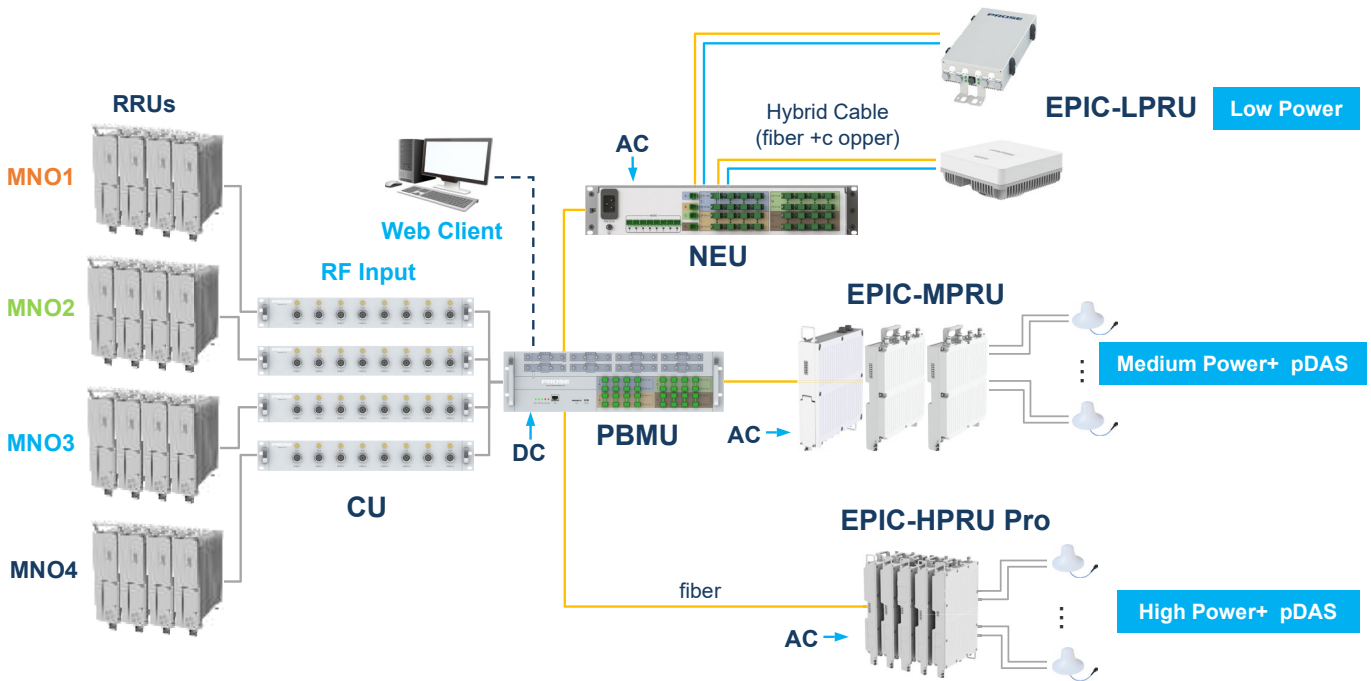 PROSE
EPIC-LPRU
Low Power
RRUs
Hybrid Cable
(fiber +c opper)
AC
MNO1
Web Client
NEU
RF Input
EPIC-MPRU
MNO2
PROSE
Medium Power+ pDAS
MNO3
PBMU
AC
DC
CU
EPIC-HPRU Pro
MNO4
fiber
High Power+ pDAS
AC